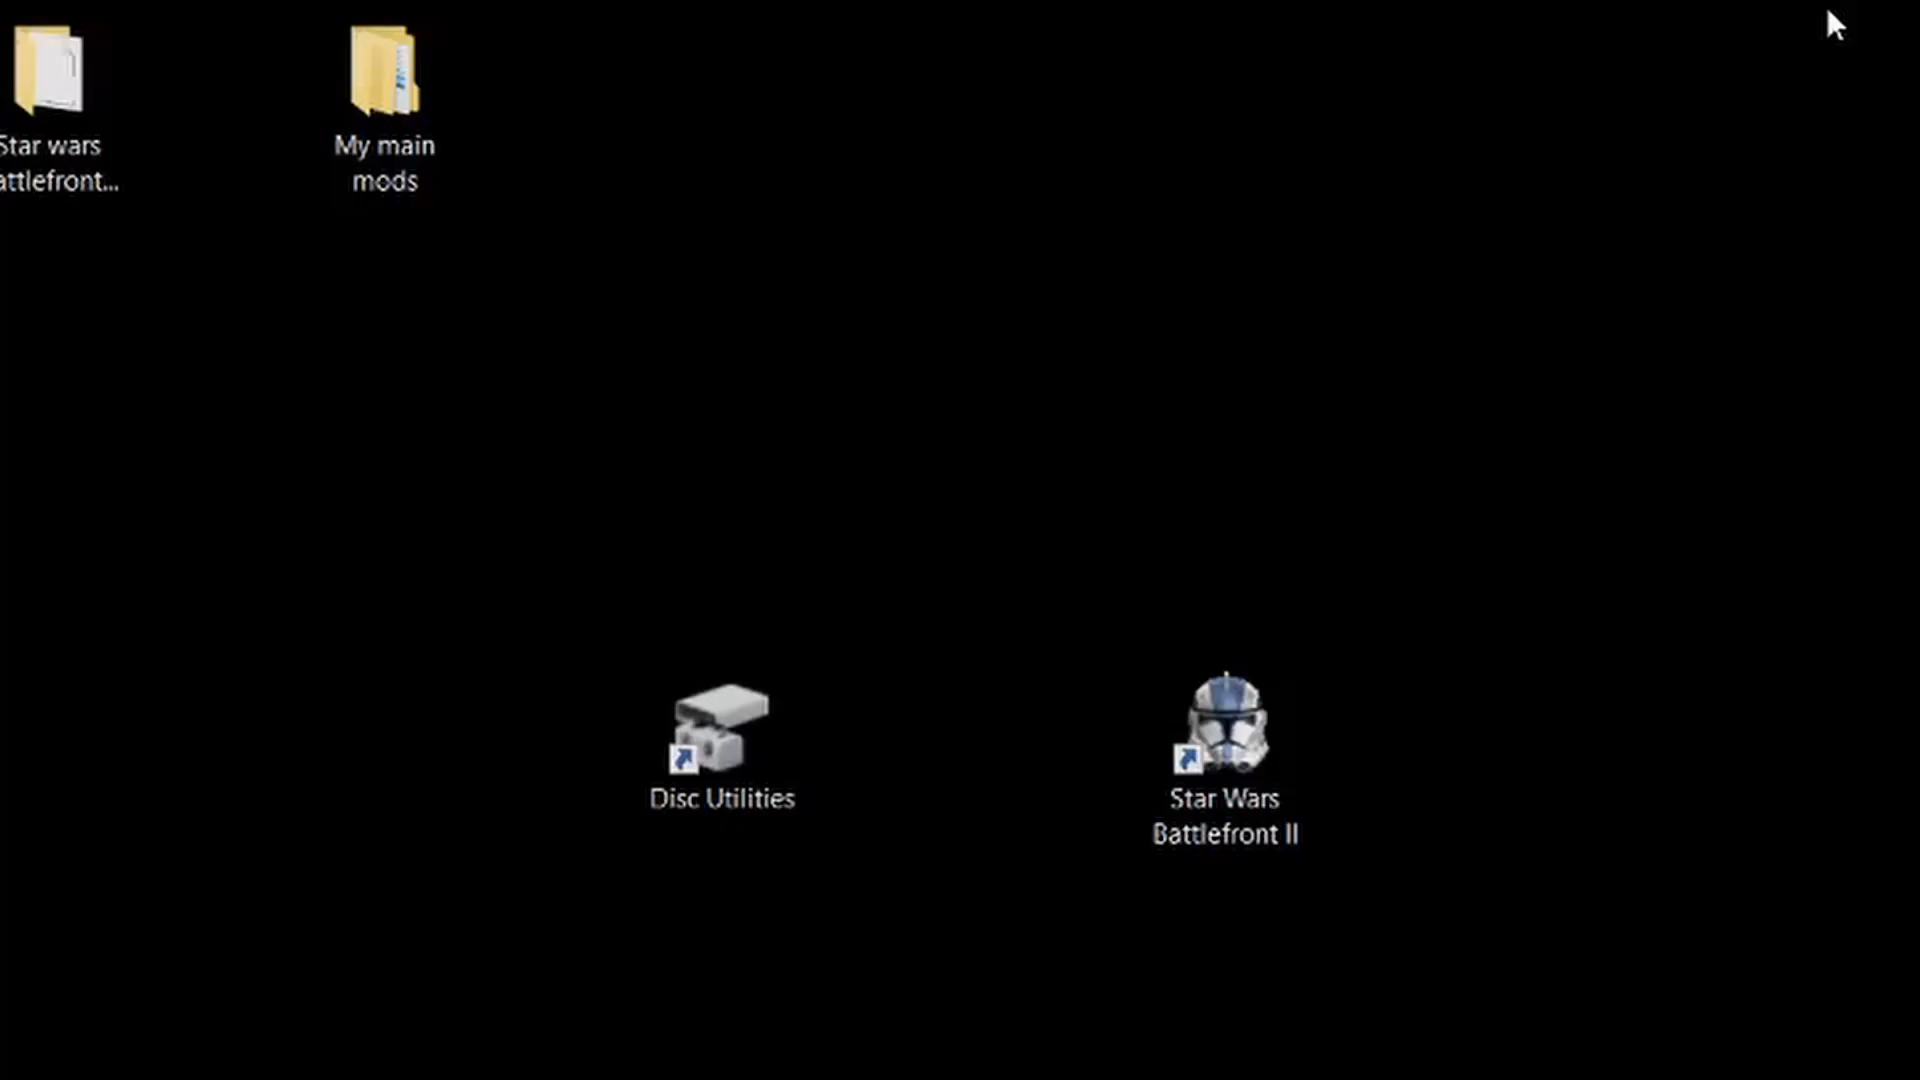 Star wars
attlefront...
My main
mods
Disc Utilities
Star Wars
Battlefront II